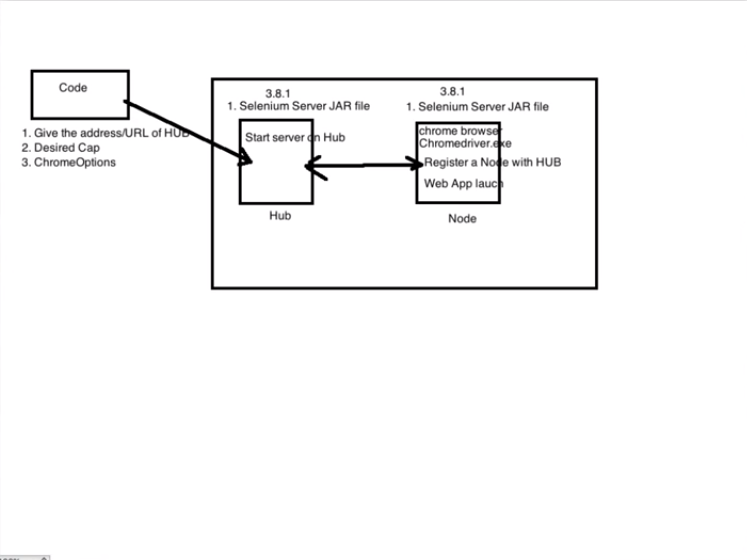 Code
1. Give the address/URL of HUB
2. Desired Cap
3. ChromeOptions
3.8.1
1. Selenium Server JAR file
Start server on Hub
Hub
3.8.1
1. Selenium Server JAR file
chrome browser
Chromedriver.exe
Register a Node with HUB
Web App lauch
Node